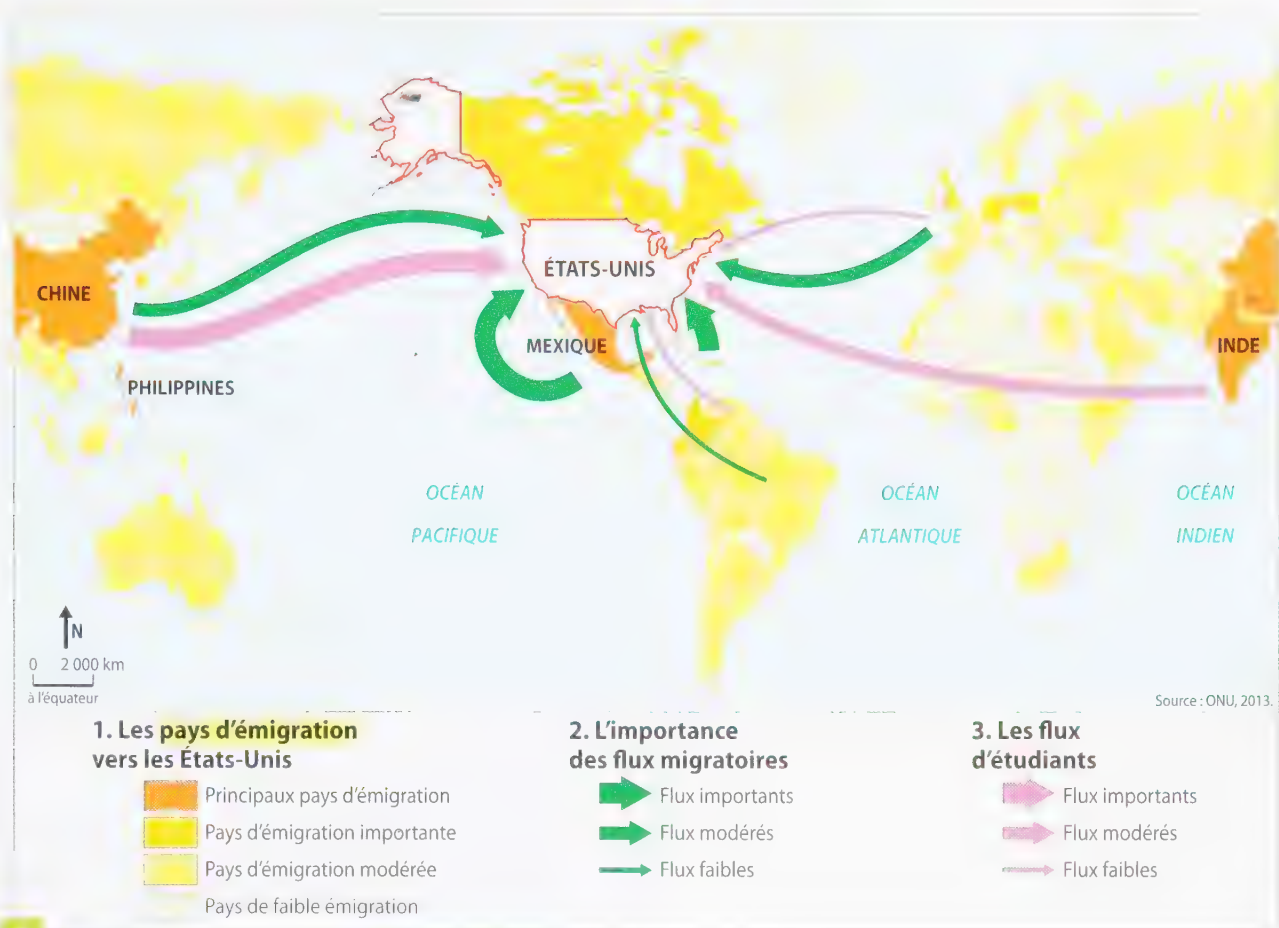 ÉTATS-UNIS
CHINE
MEXIQUE
INDE
PHILIPPINES
OCÉAN
PACIFIQUE
OCÉAN
ATLANTIQUE
OCÉAN
INDIEN
N
0 2 000 km
à l'équateur
Source : ONU, 2013.
1. Les pays d'émigration
vers les États-Unis
Principaux pays d'émigration
Pays d'émigration importante
Pays d'émigration modérée
Pays de faible émigration
2. L'importance
des flux migratoires
Flux importants
Flux modérés
Flux faibles
3. Les flux
d'étudiants
Flux importants
Flux modérés
Flux faibles